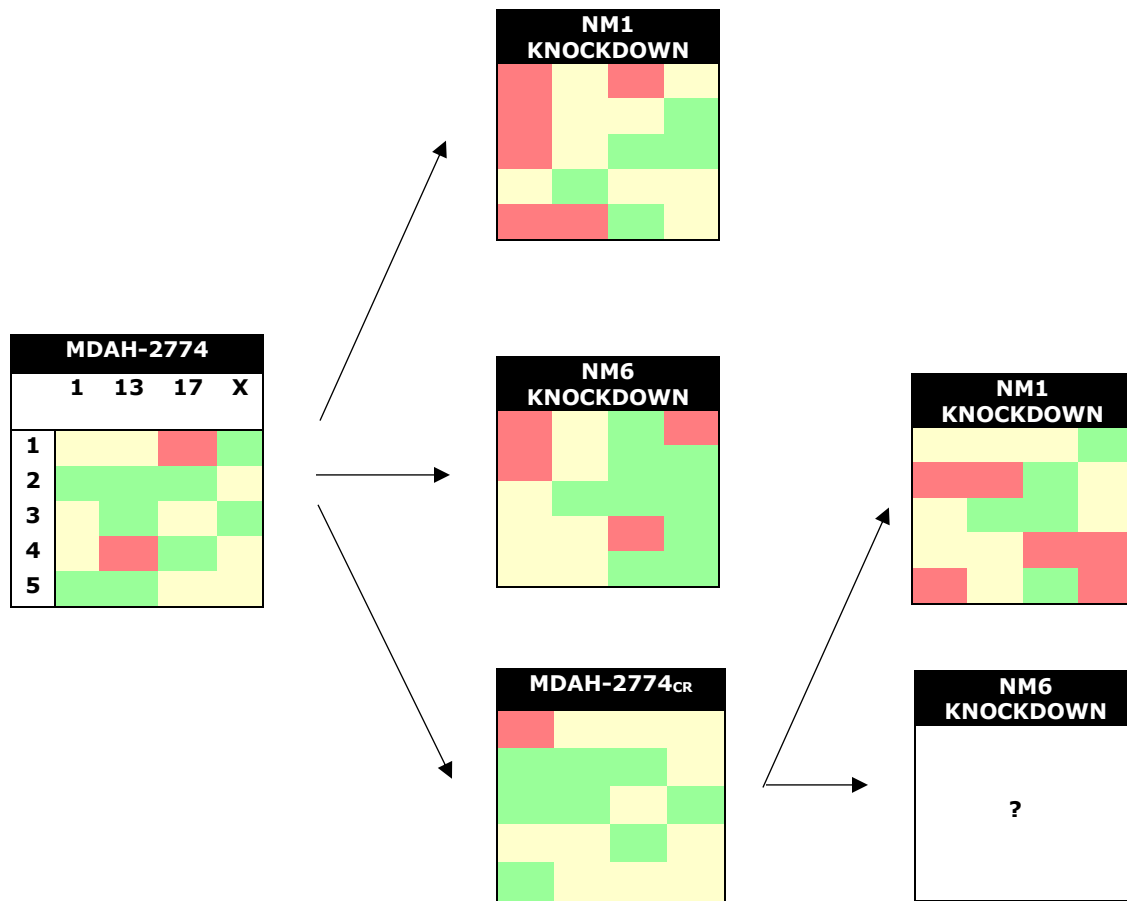 NM1
KNOCKDOWN
MDAH-2774
1 13 17 X
1
2
3
4
5
NM6
KNOCKDOWN
NM1
KNOCKDOWN
MDAH-2774CR
NM6
KNOCKDOWN
?